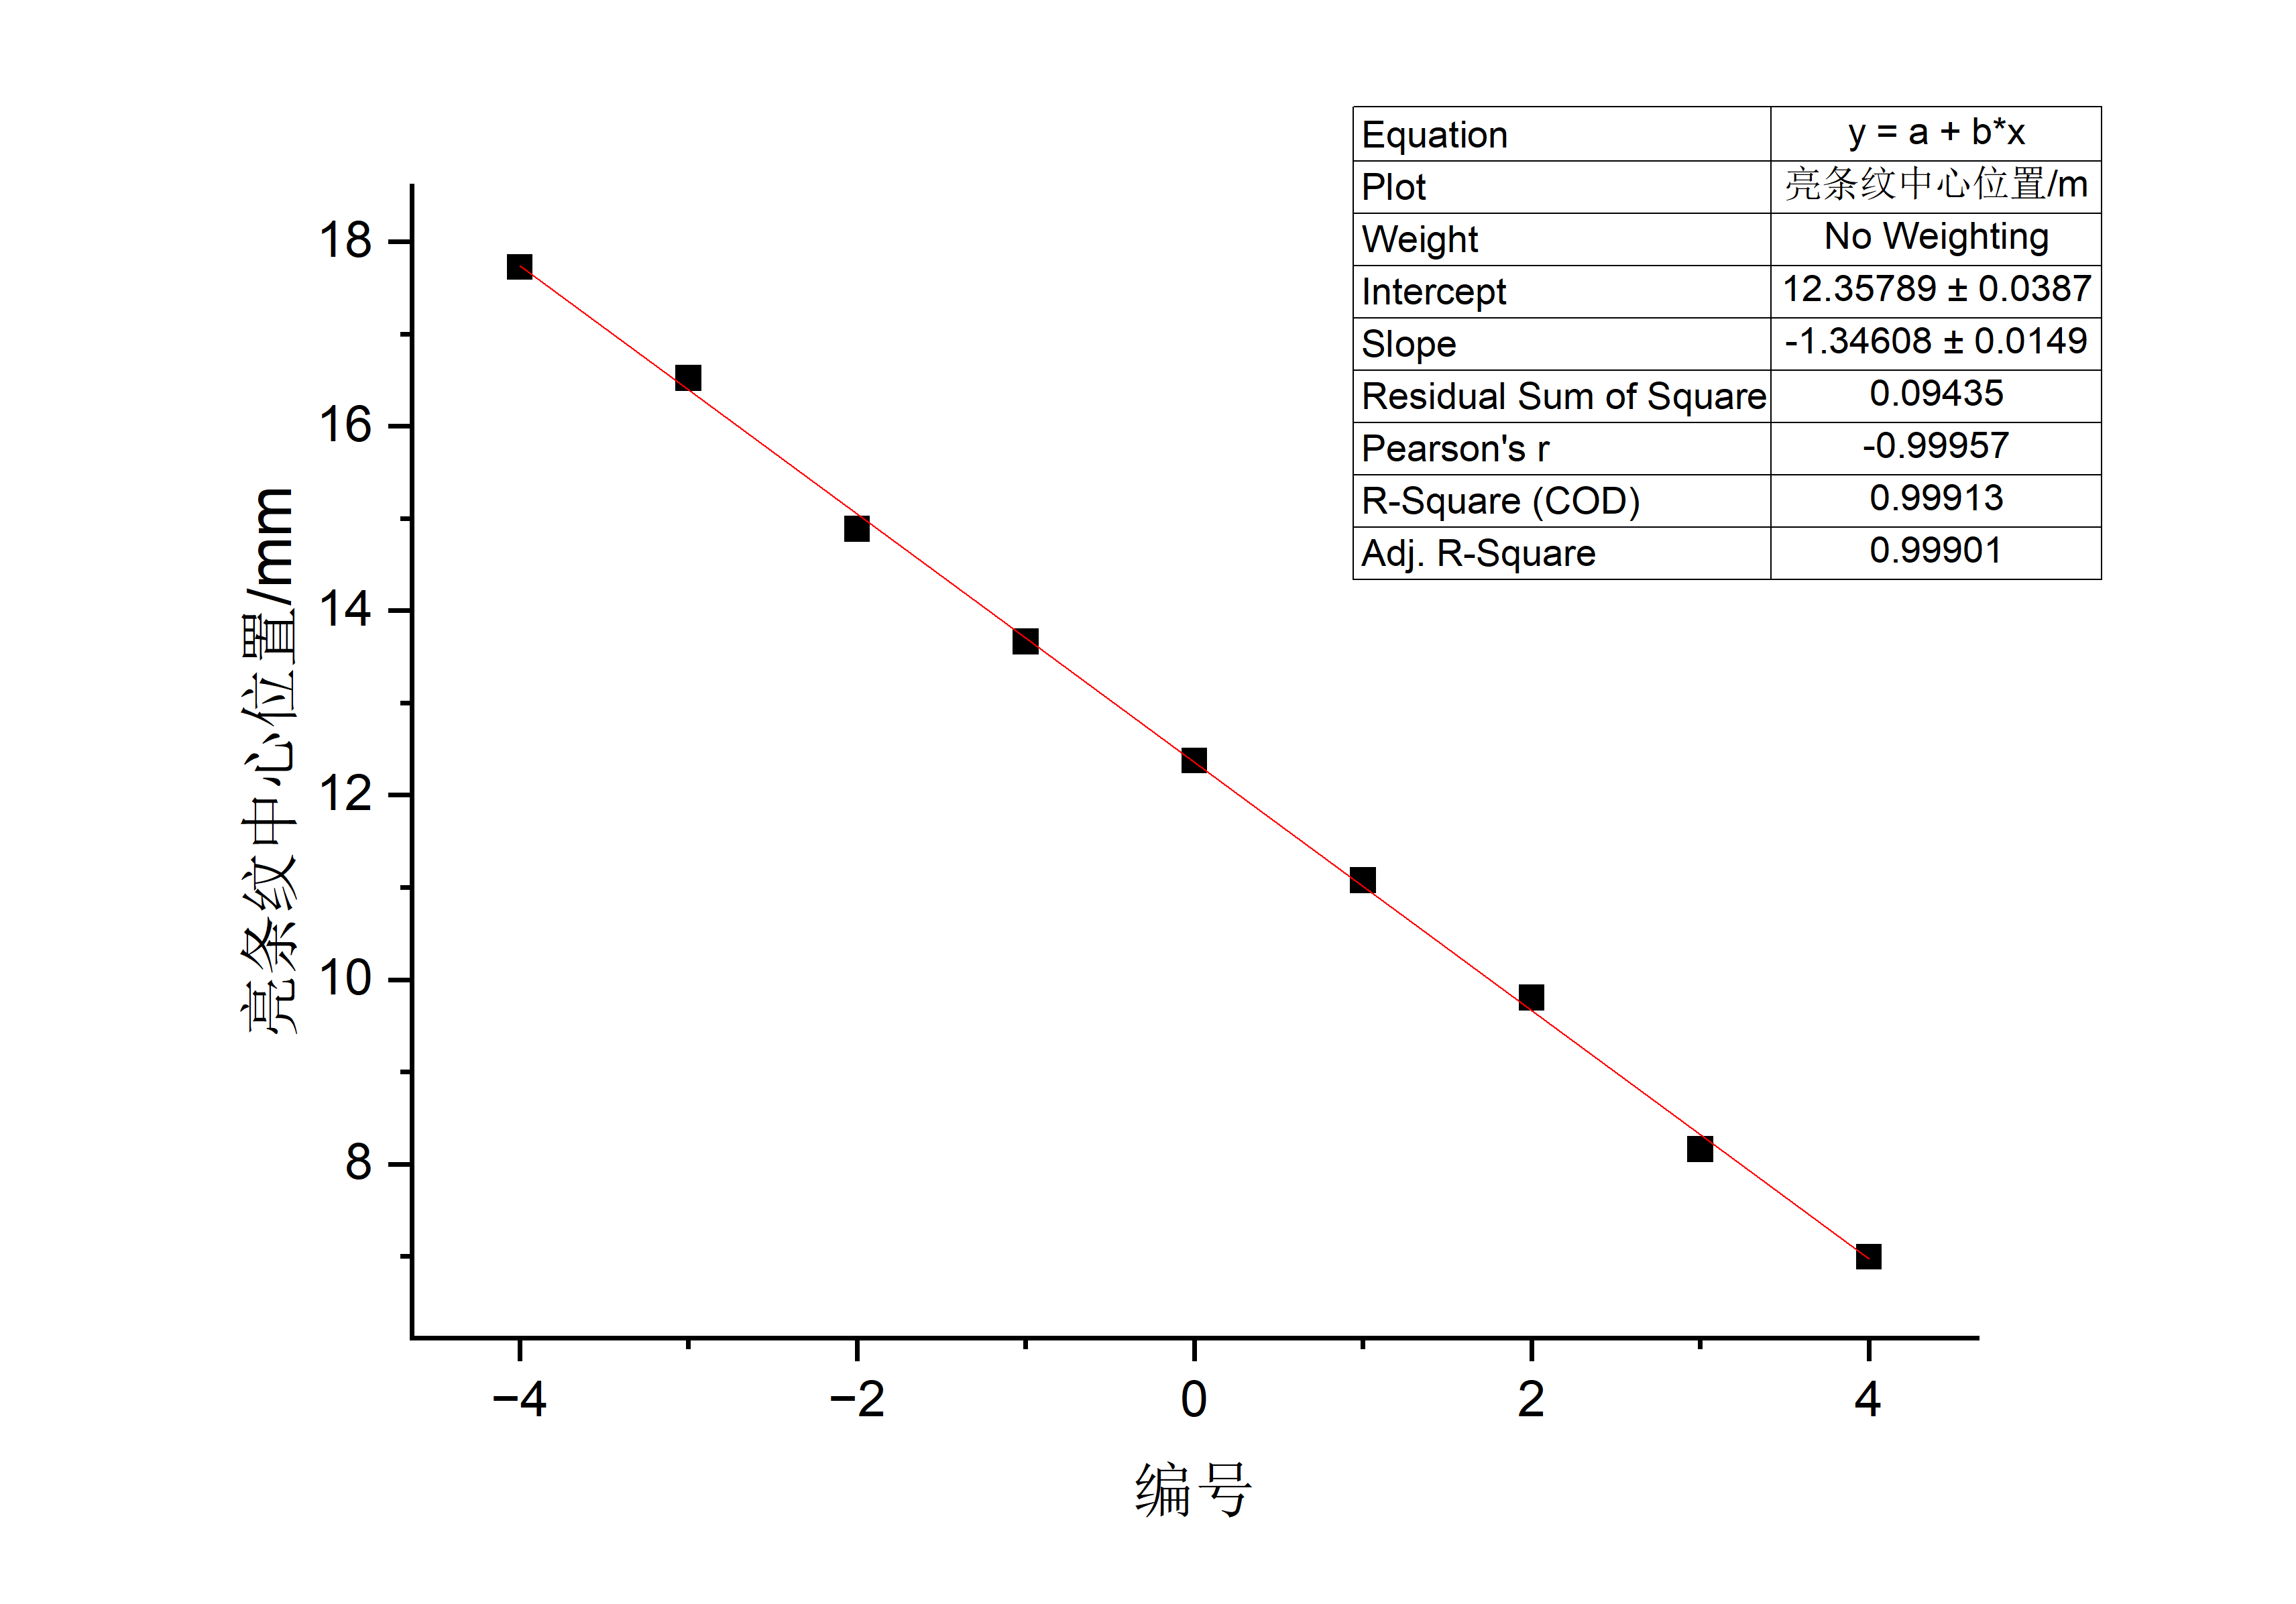 Equation y = a + b*x
Plot 亮条纹中心位置/m
Weight No Weighting
Intercept 12.35789 ± 0.0387
Slope -1.34608 ± 0.0149
Residual Sum of Square 0.09435
Pearson's r -0.99957
R-Square (COD) 0.99913
Adj. R-Square 0.99901
18
16
14
12
10
8
亮条纹中心位置/mm
−4 −2 0 2 4
编号